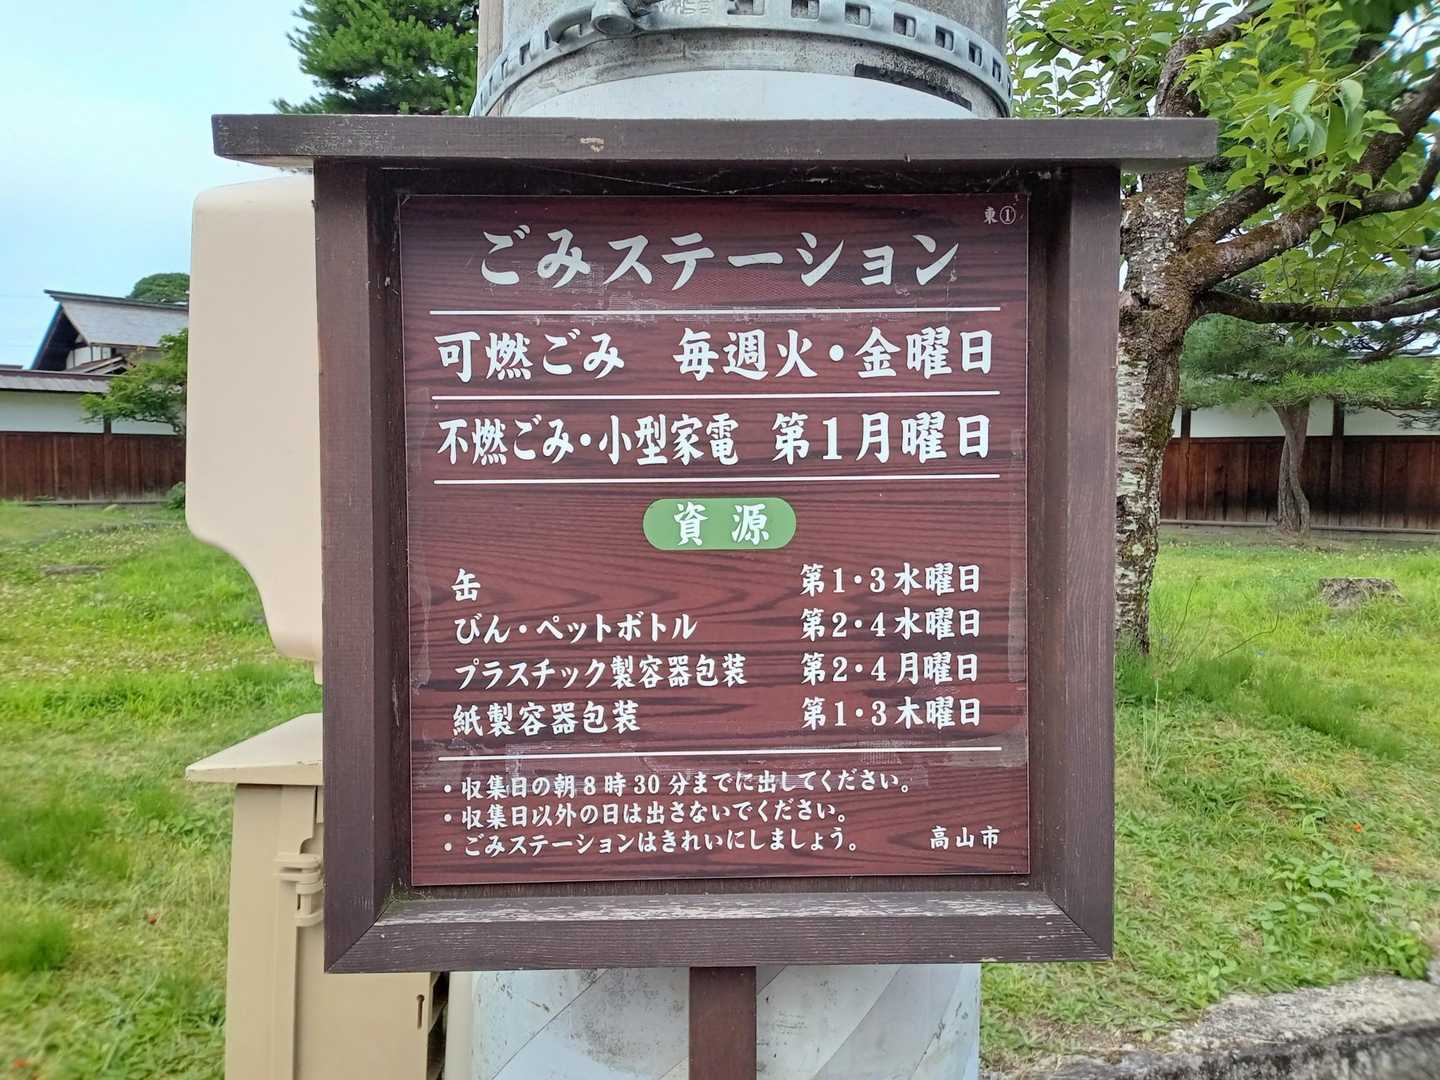 東①
ごみステーション
可燃ごみ　毎週火・金曜日
不燃ごみ・小型家電　第1月曜日
資源
缶　第1・3水曜日
びん・ペットボトル　第2・4水曜日
プラスチック製容器包装　第2・4月曜日
紙製容器包装　第1・3木曜日
・収集日の朝8時30分までに出してください。
・収集日以外の日は出さないでください。
・ごみステーションはきれいにしましょう。　高山市